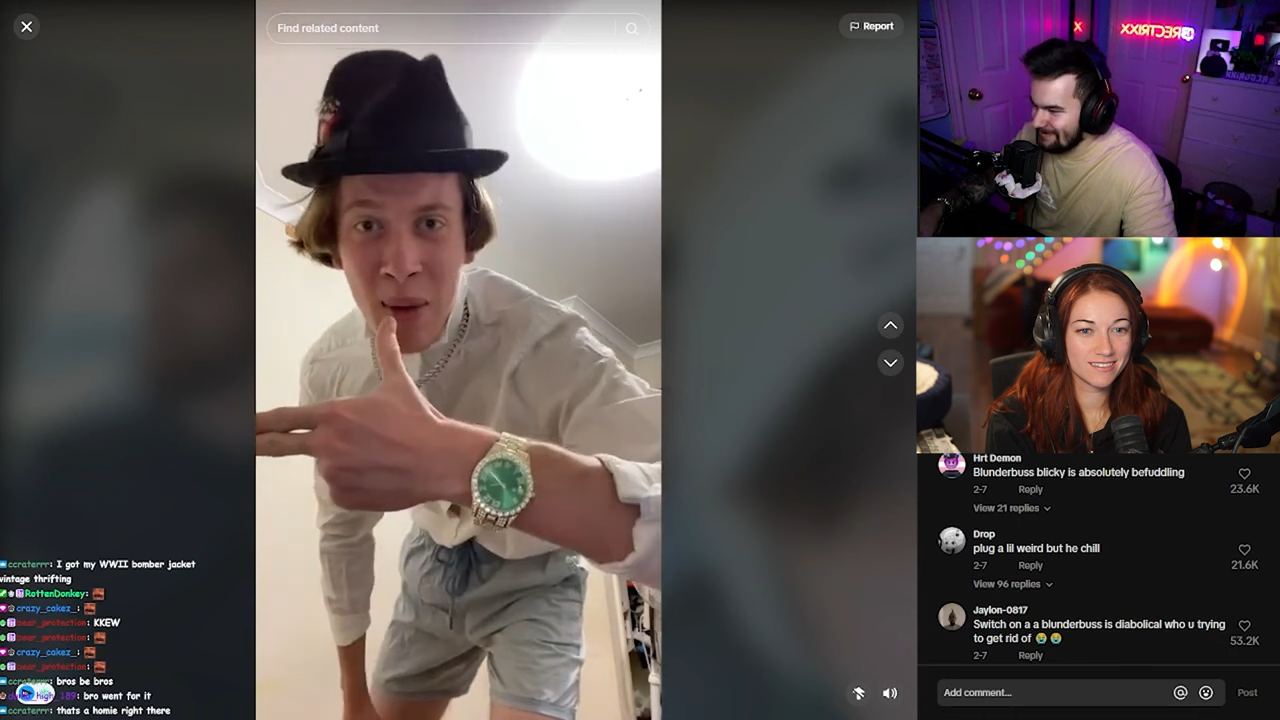 Find related content
Report
ERECTRIXX
Hrt Demon
Blunderbuss blicky is absolutely befuddling
2-7 Reply
23.6K
View 21 replies
Drop
plug a lil weird but he chill
2-7 Reply
21.6K
View 96 replies
Jaylon-0817
Switch on a a blunderbuss is diabolical who u trying
to get rid of 😭 😭
53.2K
2-7 Reply
Add comment...
Post
ccraterrr: I got my WWII bomber jacket
vintage thrifting
RottenDonkey:
crazy_cakez_:
bear_protection: KKEW
bear_protection:
crazy_cakez_:
bear_protection:
ccraterrr: bros be bros
bro went for it
ccraterrr: thats a homie right there